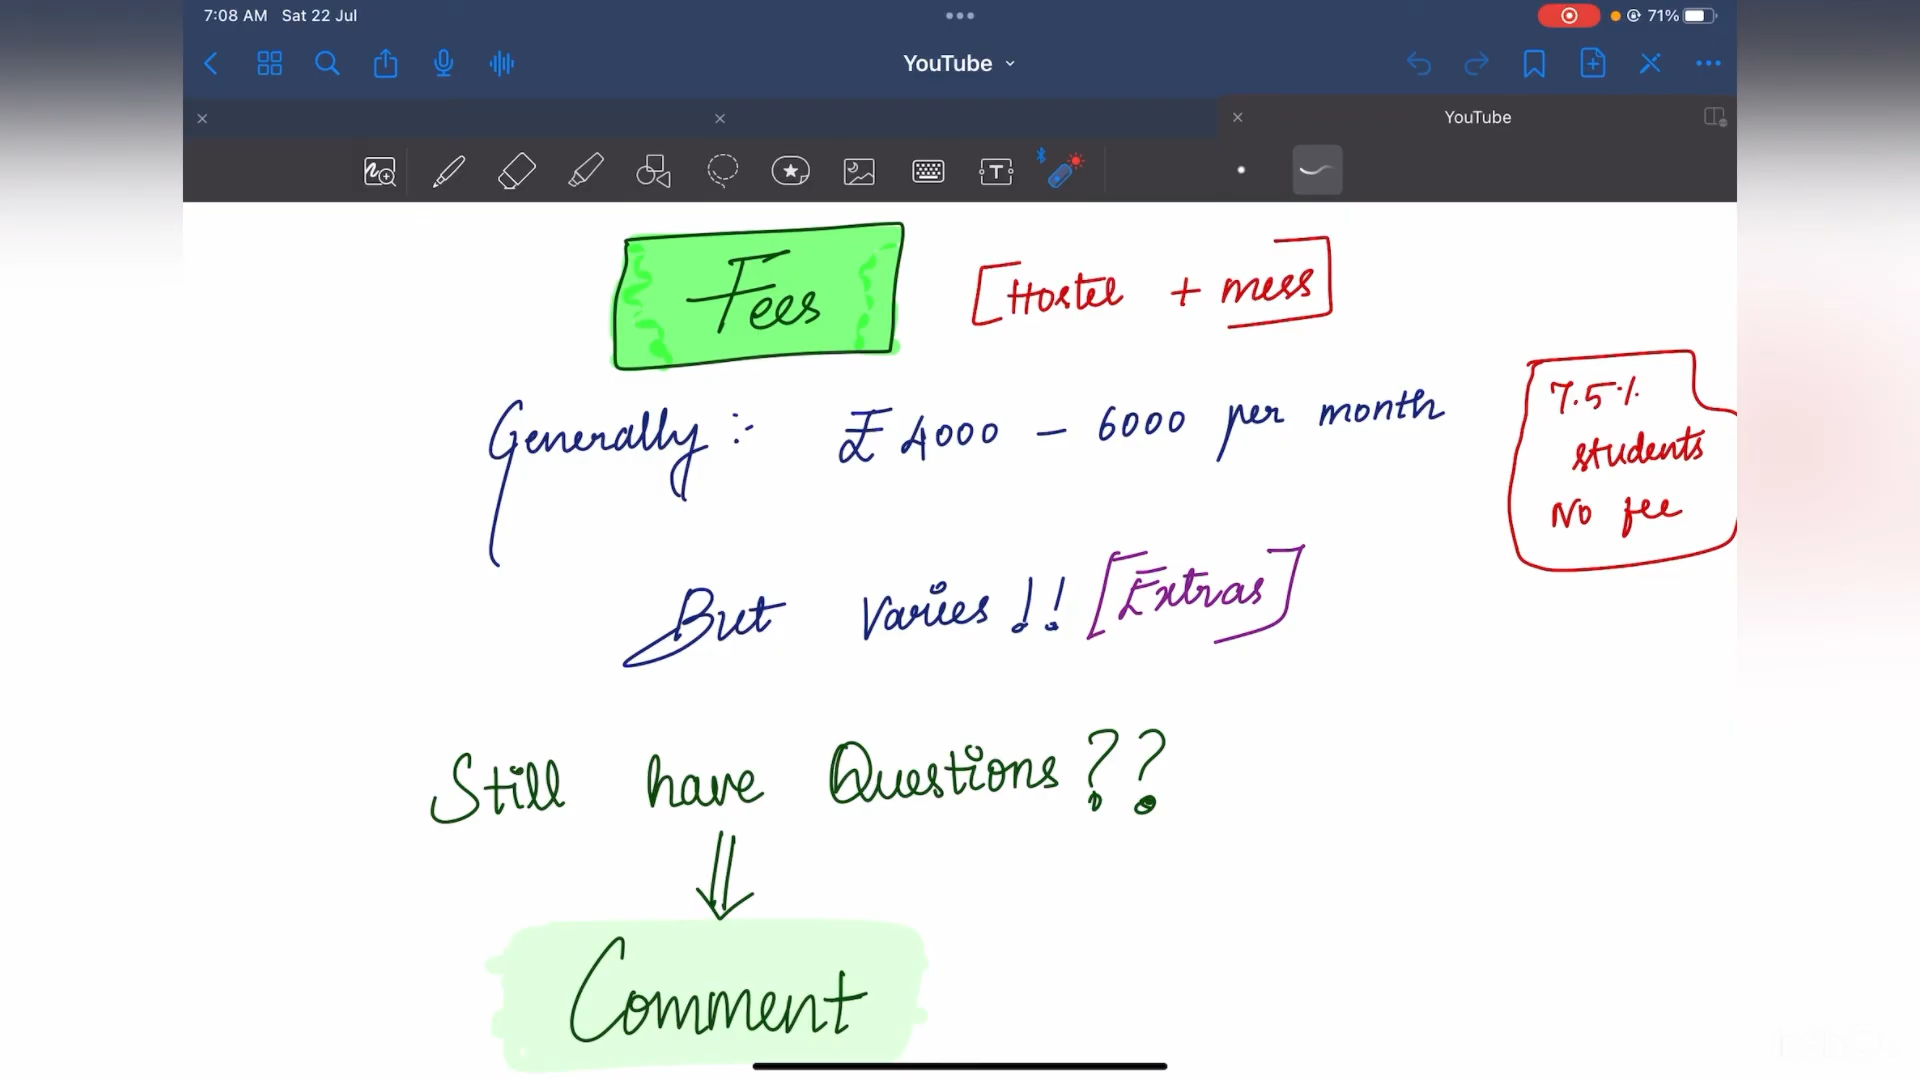 7:08 AM Sat 22 Jul
71%
YouTube
YouTube
T
Fees [Hostel + mess]
Generally :- ₹ 4000 - 6000 per month
7.5%
students
No fee
But varies !! [Extras]
Still have Questions ??
Comment